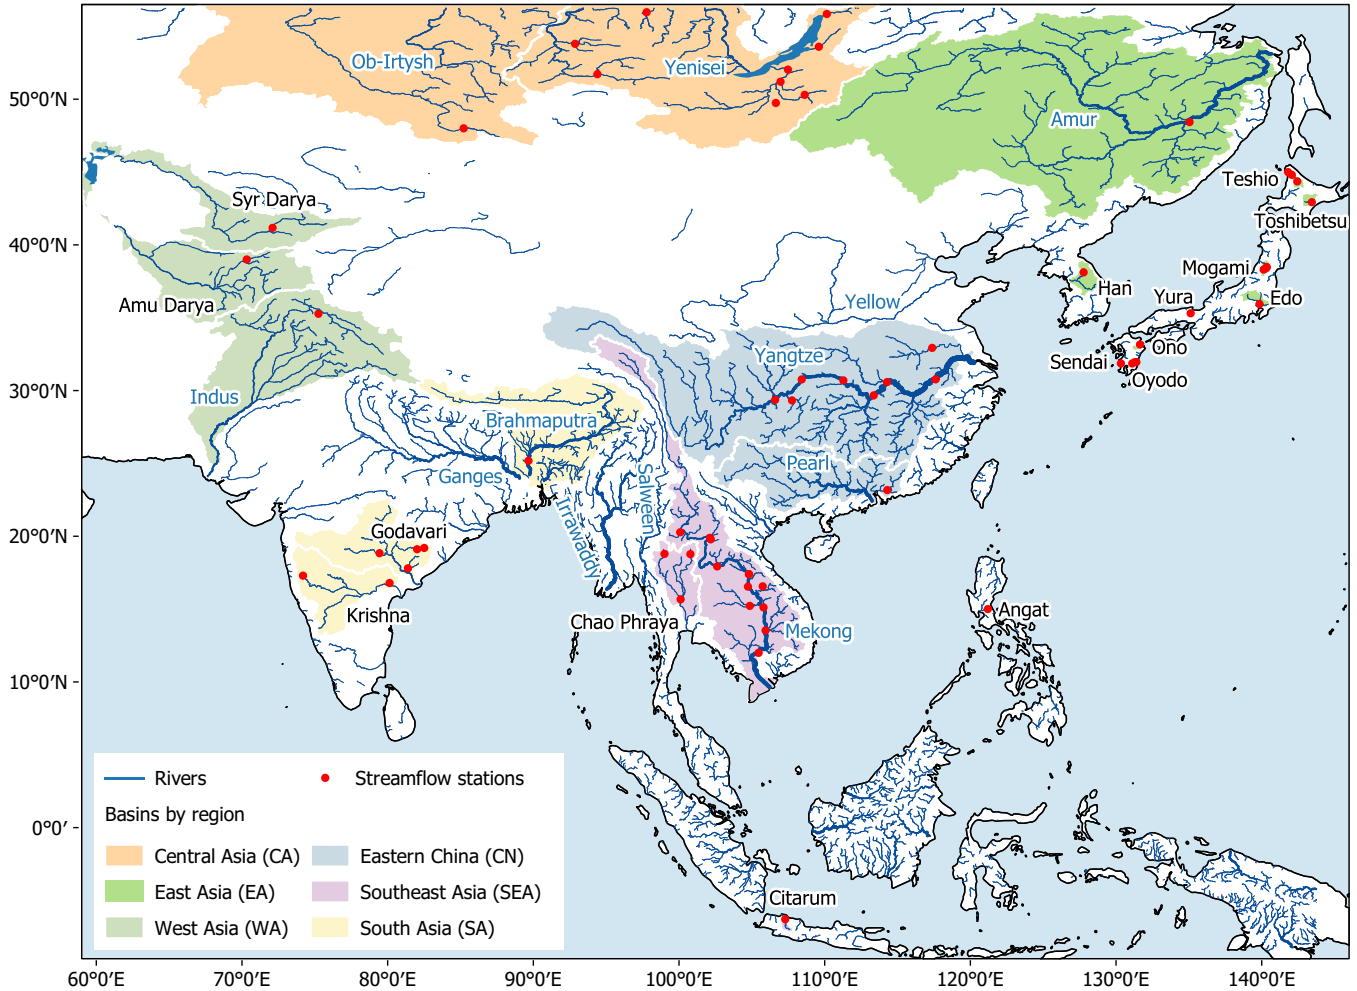 Ob-Irtysh
Yenisei
50°0′N
Amur
Teshio
Syr Darya
Toshibetsu
40°0′N
Mogami
Amu Darya
Han
Yura
Edo
Yellow
Yangtze
Ono
Sendai
Oyodo
30°0′N
Indus
Brahmaputra
Ganges
Pearl
Salween
Irrawaddy
20°0′N
Godavari
Krishna
Chao Phraya
Mekong
Angat
10°0′N
Rivers
Streamflow stations
Basins by region
0°0′
Central Asia (CA)
Eastern China (CN)
East Asia (EA)
Southeast Asia (SEA)
West Asia (WA)
South Asia (SA)
Citarum
60°0′E
70°0′E
80°0′E
90°0′E
100°0′E
110°0′E
120°0′E
130°0′E
140°0′E